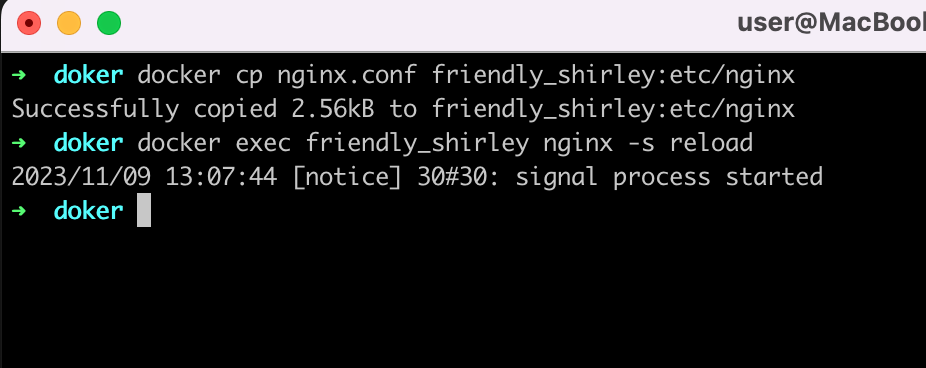 user@MacBook
➜  doker docker cp nginx.conf friendly_shirley:etc/nginx
Successfully copied 2.56kB to friendly_shirley:etc/nginx
➜  doker docker exec friendly_shirley nginx -s reload
2023/11/09 13:07:44 [notice] 30#30: signal process started
➜  doker